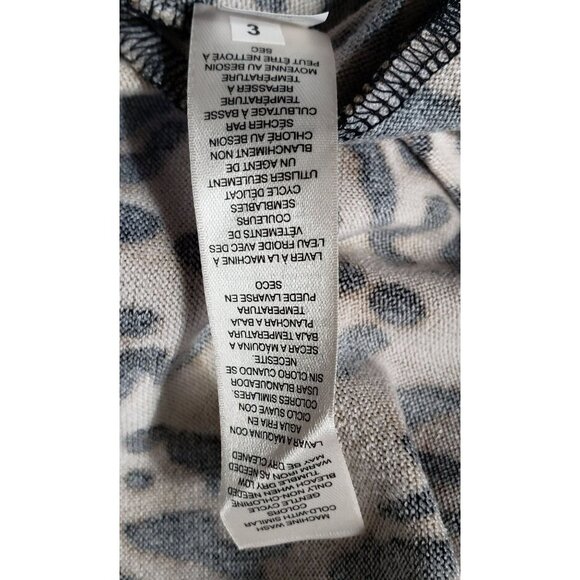 MACHINE WASH
COLD-WITH SIMILAR
COLORS
GENTLE CYCLE
ONLY NON-CHLORINE
BLEACH WHEN NEEDED
TUMBLE DRY LOW
WARM IRON AS NEEDED
MAY BE DRY CLEANED
LAVAR A MAQUINA CON
AGUA FRIA EN
CICLO SUAVE CON
COLORES SIMILARES.
USAR BLANQUEADOR
SIN CLORO CUANDO SE
NECESITE.
SECAR A MÁQUINA A
BAJA TEMPERATURA
PLANCHAR A BAJA
TEMPERATURA
PUEDE LAVARSE EN
SECO
LAVER À LA MACHINE À
L'EAU FROIDE AVEC DES
VÊTEMENTS DE
COULEURS
SEMBLABLES
CYCLE DÉLICAT
UTILISER SEULEMENT
UN AGENT DE
BLANCHIMENT NON
CHLORÉ AU BESOIN
SÉCHER PAR
CULBUTAGE À BASSE
TEMPÉRATURE
REPASSER À
TEMPÉRATURE
MOYENNE AU BESOIN
PEUT ÊTRE NETTOYÉ À
SEC
3